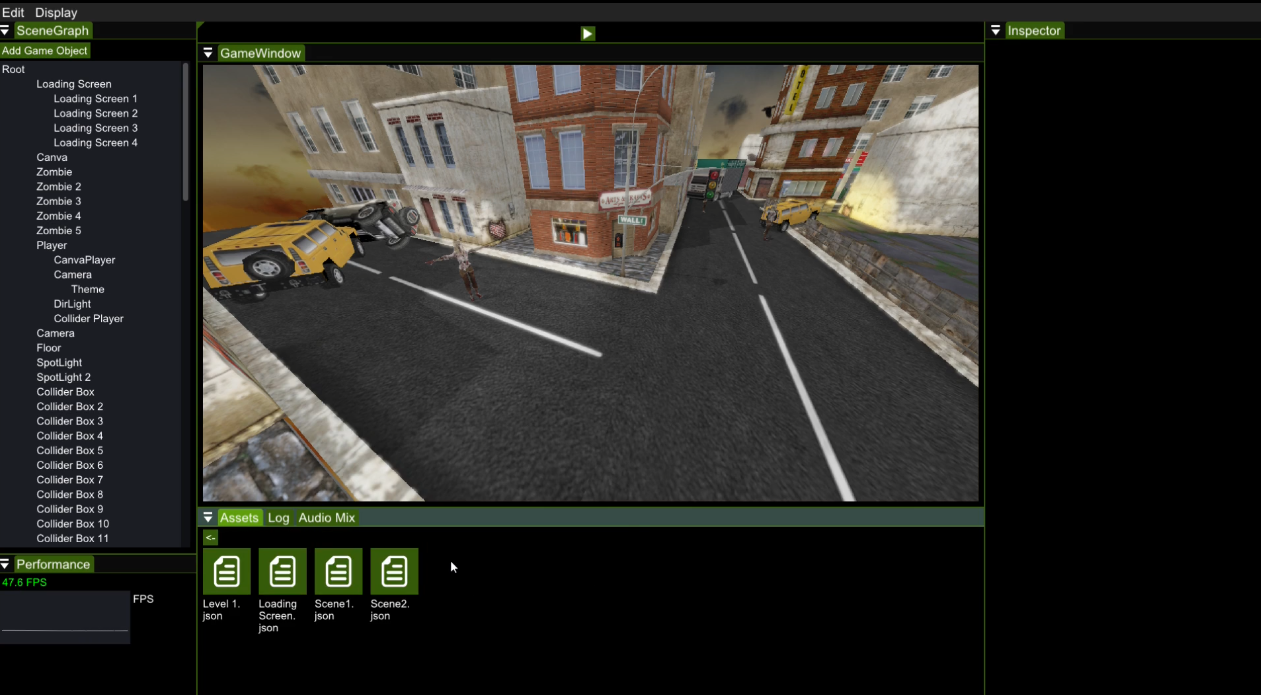 Edit Display
SceneGraph
Add Game Object
Root
Loading Screen
Loading Screen 1
Loading Screen 2
Loading Screen 3
Loading Screen 4
Canva
Zombie
Zombie 2
Zombie 3
Zombie 4
Zombie 5
Player
CanvaPlayer
Camera
Theme
DirLight
Collider Player
Camera
Floor
SpotLight
SpotLight 2
Collider Box
Collider Box 2
Collider Box 3
Collider Box 4
Collider Box 5
Collider Box 6
Collider Box 7
Collider Box 8
Collider Box 9
Collider Box 10
Collider Box 11
Performance
47.6 FPS
FPS
GameWindow
WALL
Assets Log Audio Mix
<-
Level 1.
json
Loading
Screen.
json
Scene1.
json
Scene2.
json
Inspector